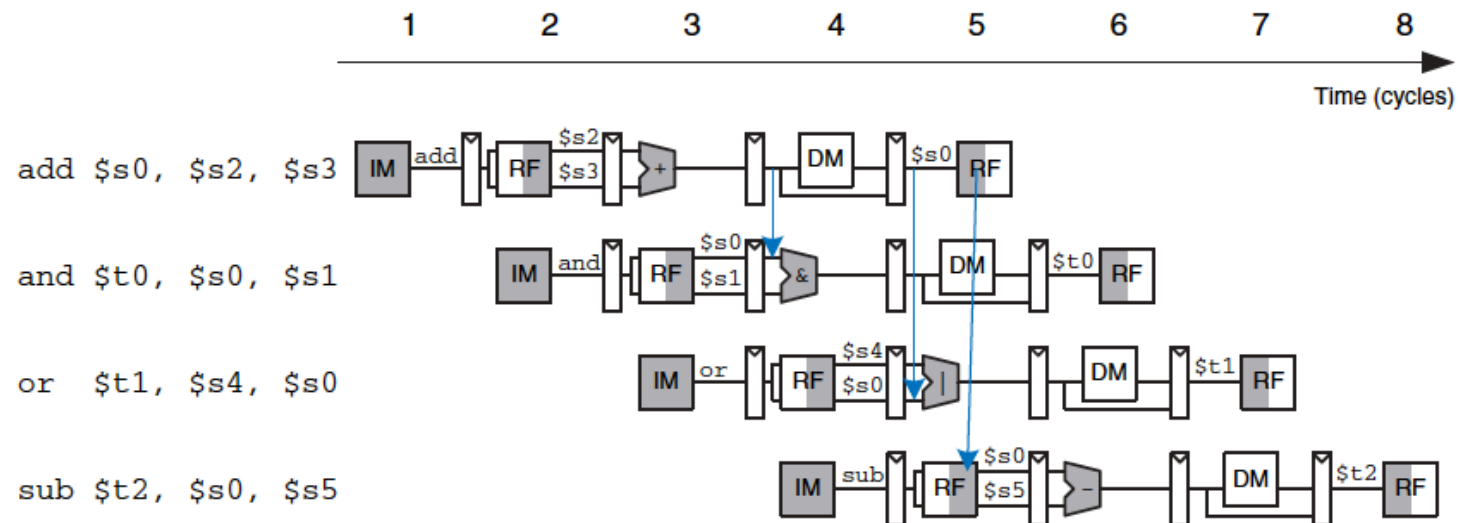 1 2 3 4 5 6 7 8
Time (cycles)
$s2
add $s0, $s2, $s3 IM add RF $s3 + DM $s0 RF
$s0
and $t0, $s0, $s1 IM and RF $s1 & DM $t0 RF
$s4
or $t1, $s4, $s0 IM or RF $s0 | DM $t1 RF
$s0
sub $t2, $s0, $s5 IM sub RF $s5 - DM $t2 RF